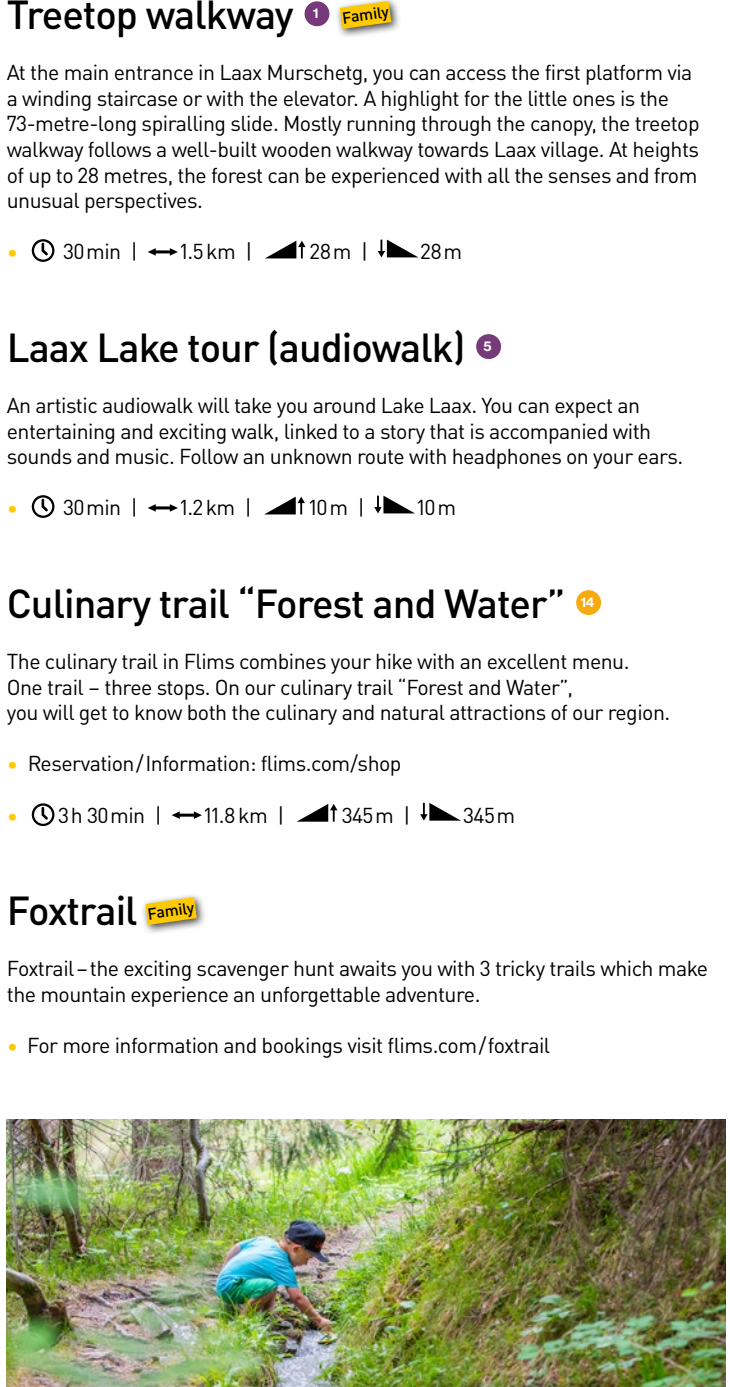 Treetop walkway 1 Family
At the main entrance in Laax Murschetg, you can access the first platform via
a winding staircase or with the elevator. A highlight for the little ones is the
73-metre-long spiralling slide. Mostly running through the canopy, the treetop
walkway follows a well-built wooden walkway towards Laax village. At heights
of up to 28 metres, the forest can be experienced with all the senses and from
unusual perspectives.
• 30 min | 1.5 km | 28 m | 28 m
Laax Lake tour (audiowalk) 5
An artistic audiowalk will take you around Lake Laax. You can expect an
entertaining and exciting walk, linked to a story that is accompanied with
sounds and music. Follow an unknown route with headphones on your ears.
• 30 min | 1.2 km | 10 m | 10 m
Culinary trail “Forest and Water” 14
The culinary trail in Flims combines your hike with an excellent menu.
One trail – three stops. On our culinary trail “Forest and Water”,
you will get to know both the culinary and natural attractions of our region.
• Reservation/Information: flims.com/shop
• 3 h 30 min | 11.8 km | 345 m | 345 m
Foxtrail Family
Foxtrail – the exciting scavenger hunt awaits you with 3 tricky trails which make
the mountain experience an unforgettable adventure.
• For more information and bookings visit flims.com/foxtrail